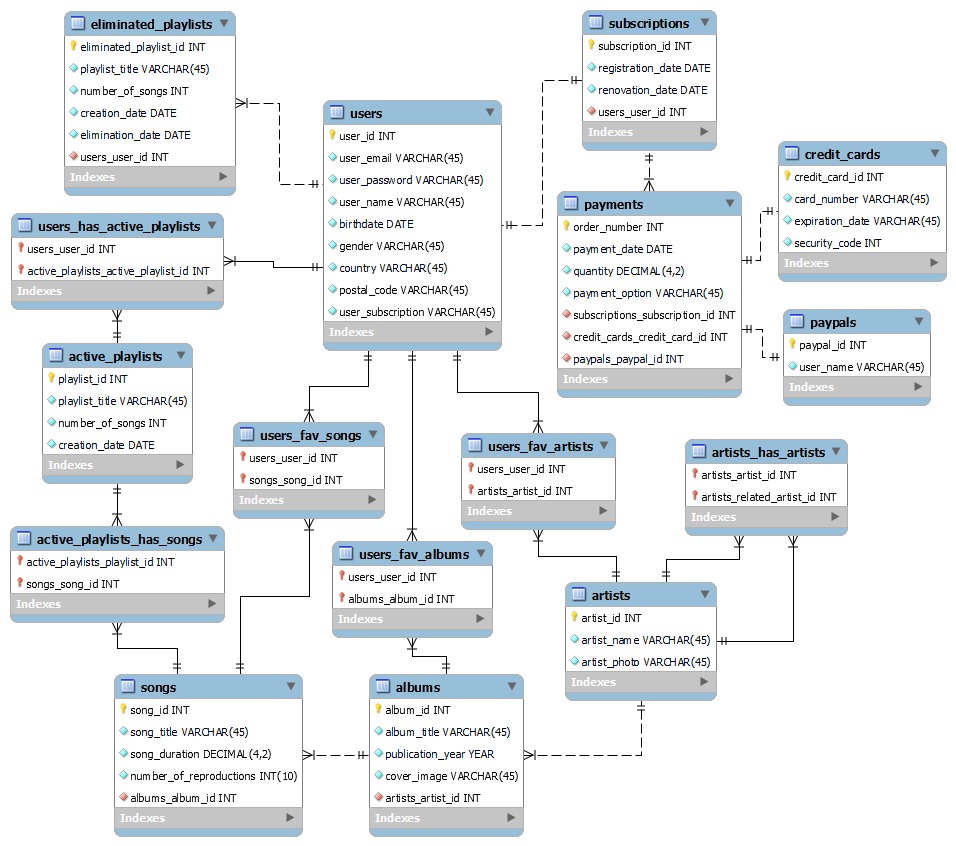 eliminated_playlists
eliminated_playlist_id INT
playlist_title VARCHAR(45)
number_of_songs INT
creation_date DATE
elimination_date DATE
users_user_id INT
Indexes
users
user_id INT
user_email VARCHAR(45)
user_password VARCHAR(45)
user_name VARCHAR(45)
birthdate DATE
gender VARCHAR(45)
country VARCHAR(45)
postal_code VARCHAR(45)
user_subscription VARCHAR(45)
Indexes
subscriptions
subscription_id INT
registration_date DATE
renovation_date DATE
users_user_id INT
Indexes
credit_cards
credit_card_id INT
card_number VARCHAR(45)
expiration_date VARCHAR(45)
security_code INT
Indexes
payments
order_number INT
payment_date DATE
quantity DECIMAL(4,2)
payment_option VARCHAR(45)
subscriptions_subscription_id INT
credit_cards_credit_card_id INT
paypals_paypal_id INT
Indexes
paypals
paypal_id INT
user_name VARCHAR(45)
Indexes
users_has_active_playlists
users_user_id INT
active_playlists_active_playlist_id INT
Indexes
active_playlists
playlist_id INT
playlist_title VARCHAR(45)
number_of_songs INT
creation_date DATE
Indexes
users_fav_songs
users_user_id INT
songs_song_id INT
Indexes
users_fav_artists
users_user_id INT
artists_artist_id INT
Indexes
artists_has_artists
artists_artist_id INT
artists_related_artist_id INT
Indexes
active_playlists_has_songs
active_playlists_playlist_id INT
songs_song_id INT
Indexes
users_fav_albums
users_user_id INT
albums_album_id INT
Indexes
artists
artist_id INT
artist_name VARCHAR(45)
artist_photo VARCHAR(45)
Indexes
songs
song_id INT
song_title VARCHAR(45)
song_duration DECIMAL(4,2)
number_of_reproductions INT(10)
albums_album_id INT
Indexes
albums
album_id INT
album_title VARCHAR(45)
publication_year YEAR
cover_image VARCHAR(45)
artists_artist_id INT
Indexes